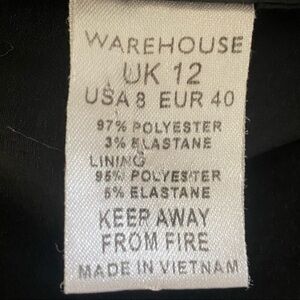 WAREHOUSE
UK 12
USA 8 EUR 40
97% POLYESTER
3% ELASTANE
LINING
95% POLYESTER
5% ELASTANE
KEEP AWAY
FROM FIRE
MADE IN VIETNAM